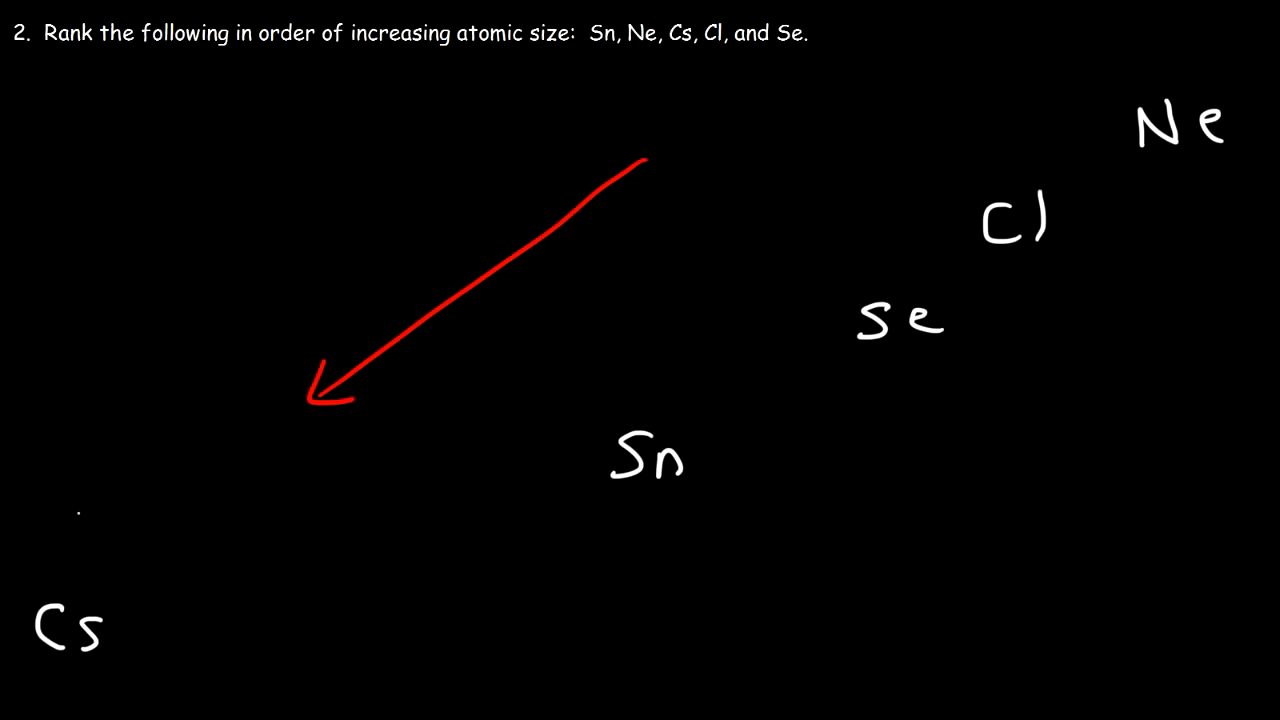 2. Rank the following in order of increasing atomic size: Sn, Ne, Cs, Cl, and Se.
Ne
Cl
Se
Sn
Cs